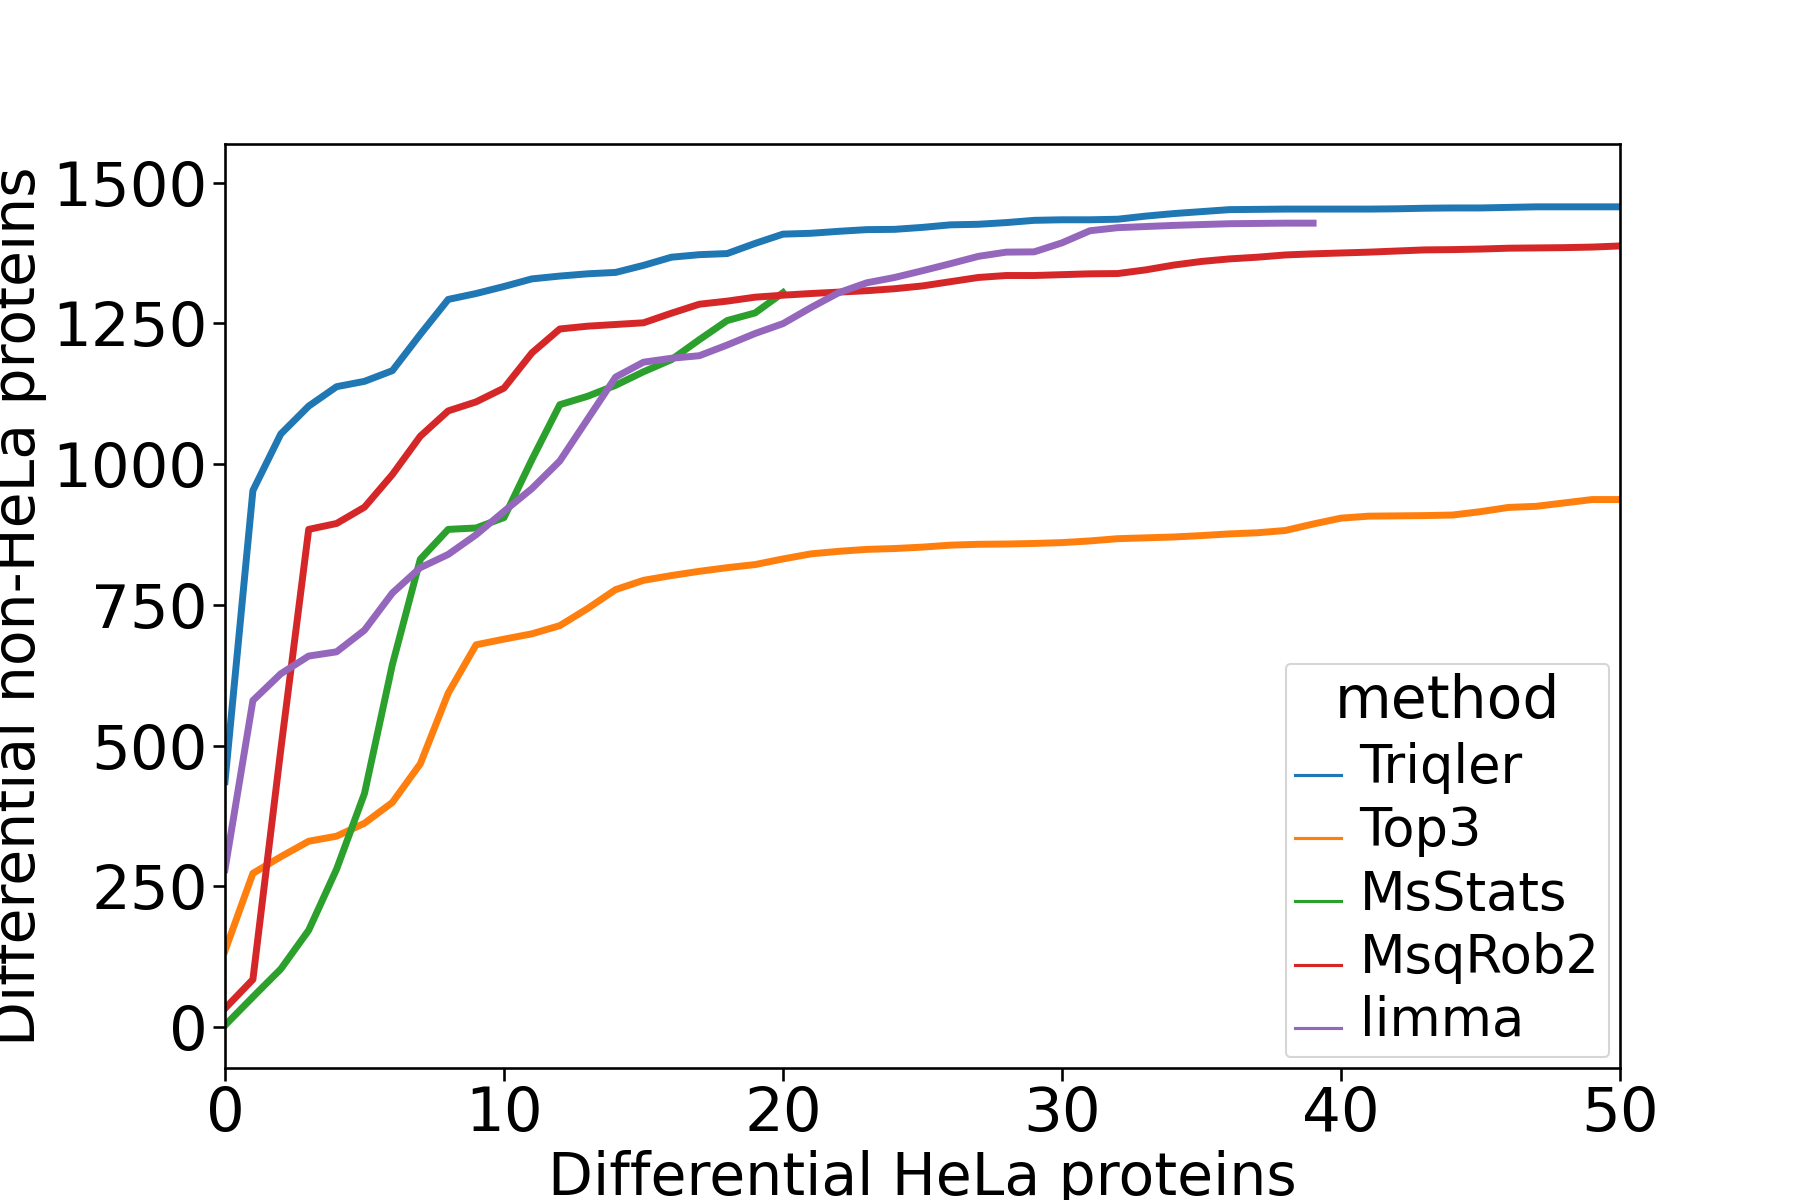 Differential non-HeLa proteins
1500
1250
1000
750
500
250
0
0 10 20 30 40 50
Differential HeLa proteins
method
Triqler
Top3
MsStats
MsqRob2
limma